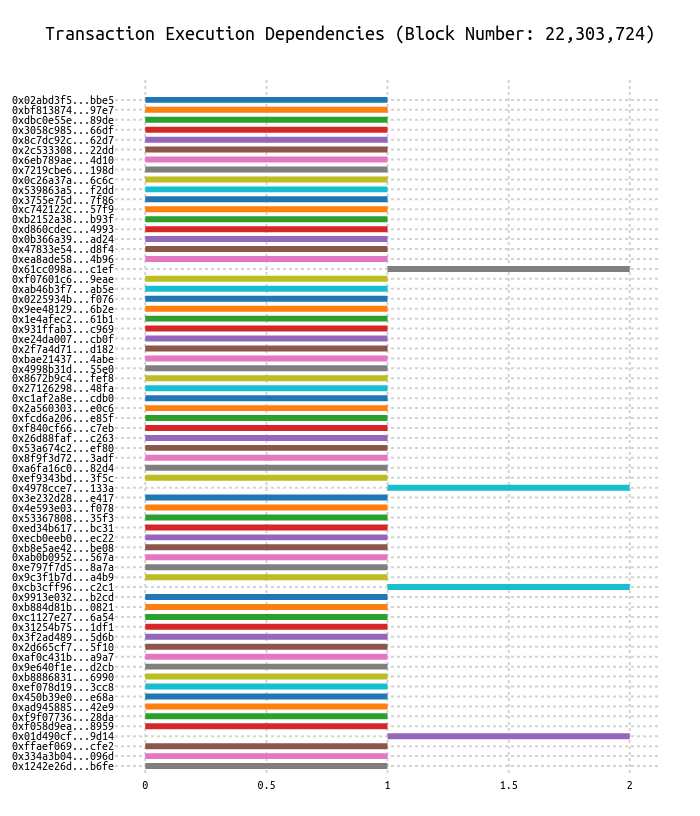 Transaction Execution Dependencies (Block Number: 22,303,724)
0x02abd3f5...bbe5
0xbf813874...97e7
0xdbc0e55e...89de
0x3058c985...66df
0x8c7dc92c...62d7
0x2c533308...22dd
0x6eb789ae...4d10
0x7219cbe6...198d
0x0c26a37a...6c6c
0x539863a5...f2dd
0x3755e75d...7f86
0xc742122c...57f9
0xb2152a38...b93f
0xd860cdec...4993
0x0b366a39...ad24
0x47833e54...d8f4
0xea8ade58...4b96
0x61cc098a...c1ef
0xf07601c6...9eae
0xab46b3f7...ab5e
0x0225934b...f076
0x9ee48129...6b2e
0x1e4afec2...61b1
0x931ffab3...c969
0xe24da007...cb0f
0x2f7a4d71...d182
0xbae21437...4abe
0x4998b31d...55e0
0x8672b9c4...fef8
0x27126298...48fa
0xc1af2a8e...cdb0
0x2a560303...e0c6
0xfcd6a206...e85f
0xf840cf66...c7eb
0x26d88faf...c263
0x53a674c2...ef80
0x8f9f3d72...3adf
0xa6fa16c0...82d4
0xef9343bd...3f5c
0x4978cce7...133a
0x3e232d28...e417
0x4e593e03...f078
0x53367808...35f3
0xed34b617...bc31
0xecb0eeb0...ec22
0xb8e5ae42...be08
0xab0b0952...567a
0xe797f7d5...8a7a
0x9c3f1b7d...a4b9
0xcb3cff96...c2c1
0x9913e032...b2cd
0xb884d81b...0821
0xc1127e27...6a54
0x31254b75...1df1
0x3f2ad489...5d6b
0x2d665cf7...5f10
0xaf0c431b...a9a7
0x9e640f1e...d2cb
0xb8886831...6990
0xef078d19...3cc8
0x450b39e0...e68a
0xad945885...42e9
0xf9f07736...28da
0xf058d9ea...8959
0x01d490cf...9d14
0xffaef069...cfe2
0x334a3b04...096d
0x1242e26d...b6fe
0 0.5 1 1.5 2